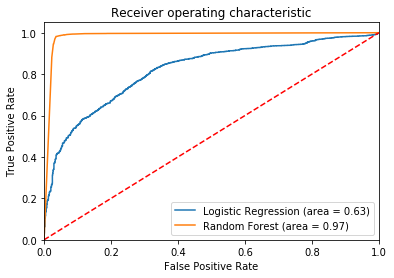 Receiver operating characteristic
True Positive Rate
1.0
0.8
0.6
0.4
0.2
0.0
Logistic Regression (area = 0.63)
Random Forest (area = 0.97)
0.0 0.2 0.4 0.6 0.8 1.0
False Positive Rate